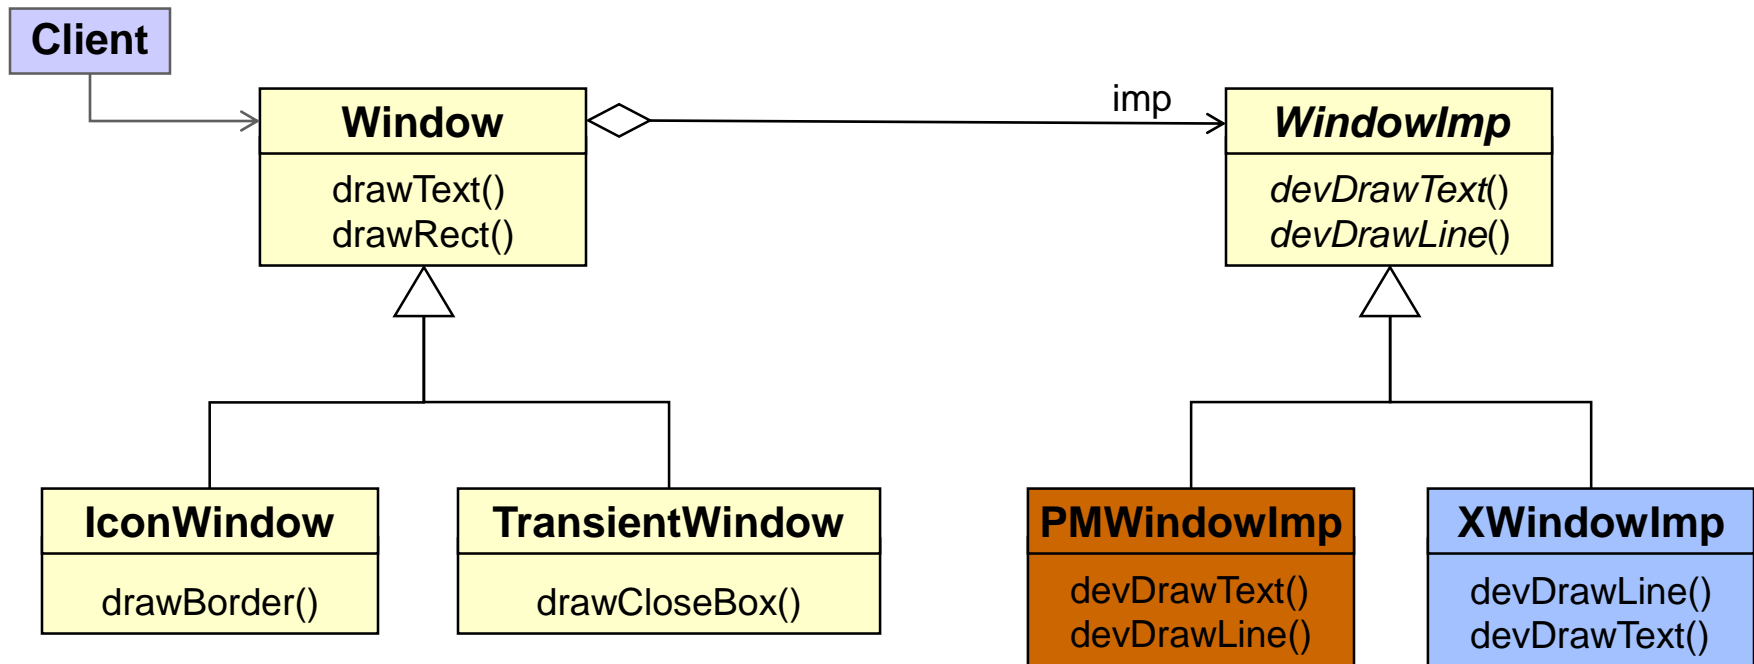 Client
Window
imp
WindowImp
drawText()
drawRect()
devDrawText()
devDrawLine()
IconWindow
drawBorder()
TransientWindow
drawCloseBox()
PMWindowImp
devDrawText()
devDrawLine()
XWindowImp
devDrawLine()
devDrawText()